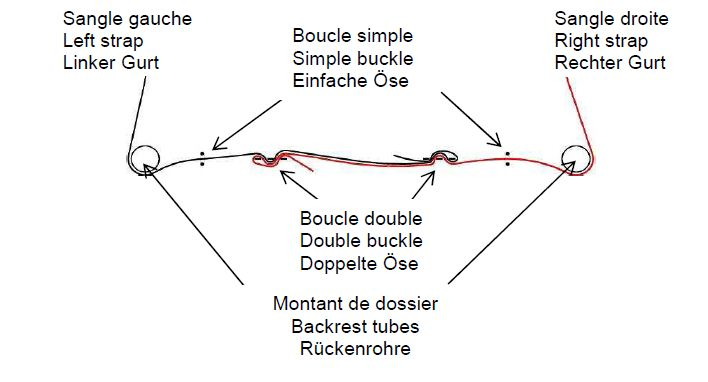 Sangle gauche
Left strap
Linker Gurt
Boucle simple
Simple buckle
Einfache Öse
Sangle droite
Right strap
Rechter Gurt
Boucle double
Double buckle
Doppelte Öse
Montant de dossier
Backrest tubes
Rückenrohre